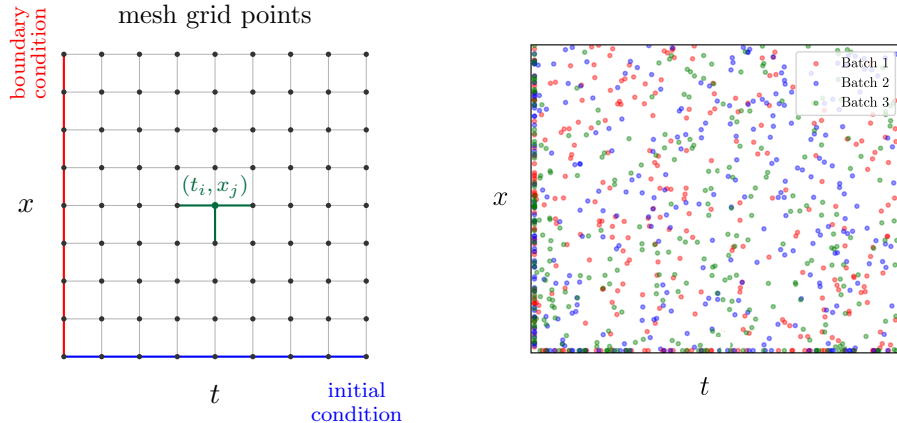 mesh grid points
boundary
condition
(t_i, x_j)
x
t
initial
condition
Batch 1
Batch 2
Batch 3
x
t